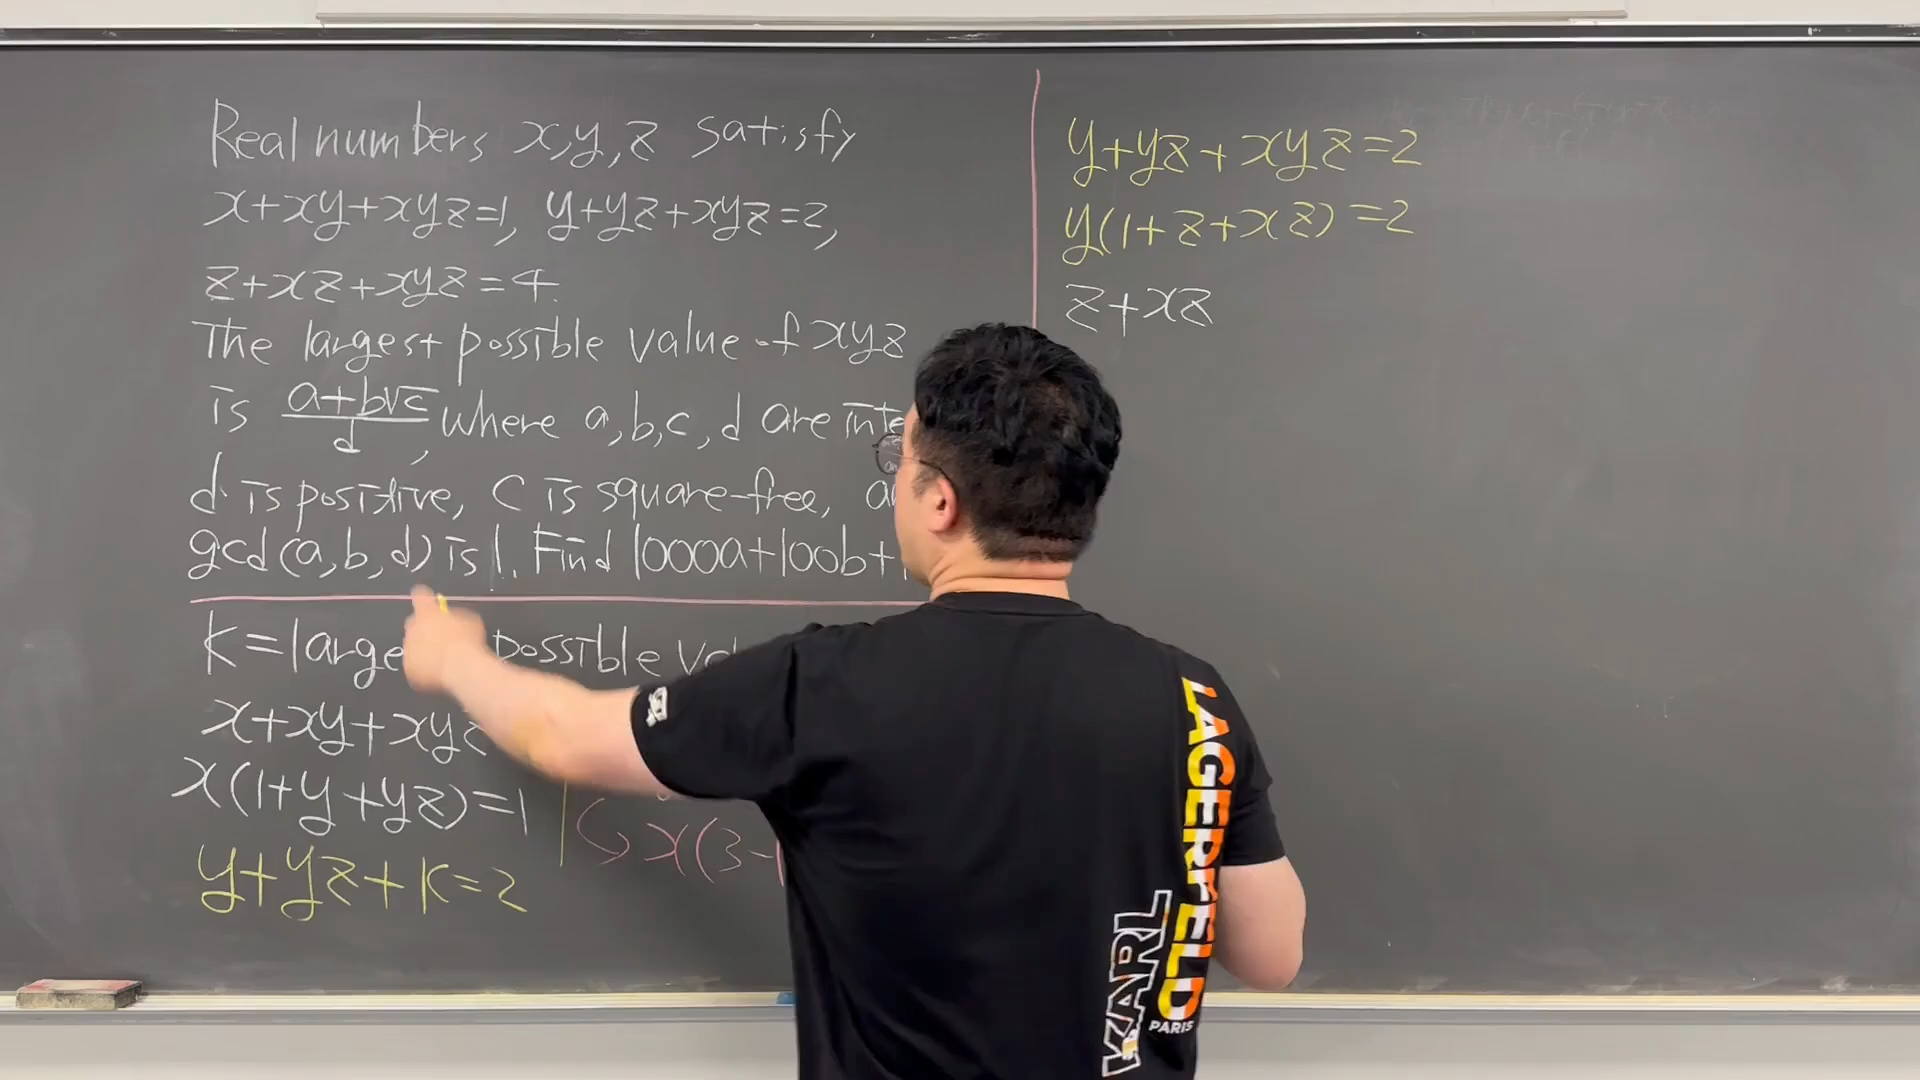 Real numbers x,y,z satisfy
x+xy+xyz=1, y+yz+xyz=2,
z+xz+xyz=4.
The largest possible value of xyz
is a+b√c/d, where a,b,c,d are
d is positive, c is square-free,
gcd(a,b,d) is 1. Find 1000a+100b+
K= possible
x+xy+xyz
x(1+y+yz)=1
y+yz+K=2
x(3-
y+yz+xyz=2
y(1+z+xz)=2
z+xz
KARL
LAGERFELD
PARIS